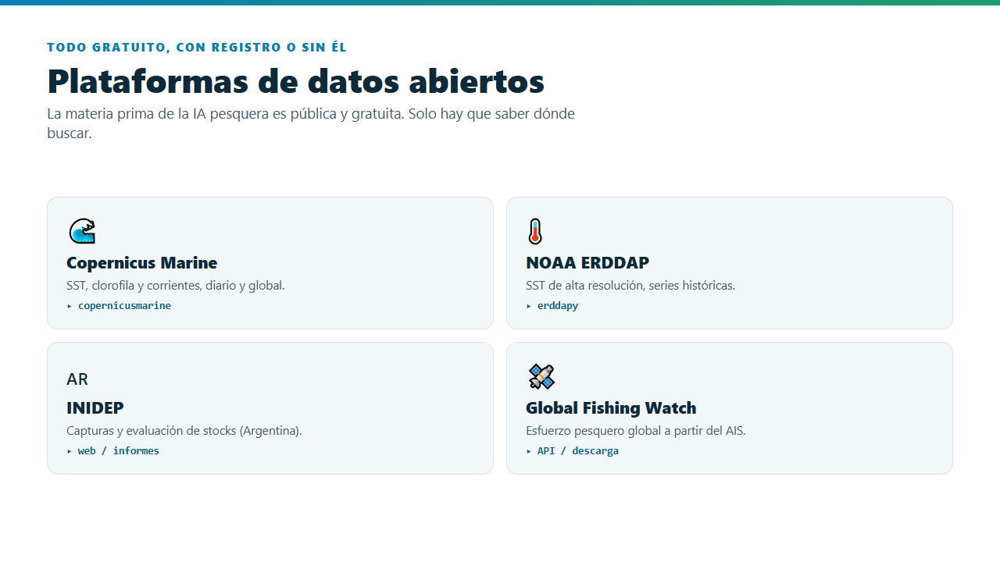 TODO GRATUITO, CON REGISTRO O SIN ÉL
Plataformas de datos abiertos
La materia prima de la IA pesquera es pública y gratuita. Solo hay que saber dónde
buscar.
Copernicus Marine
SST, clorofila y corrientes, diario y global.
▸ copernicusmarine
NOAA ERDDAP
SST de alta resolución, series históricas.
▸ erddapy
AR
INIDEP
Capturas y evaluación de stocks (Argentina).
▸ web / informes
Global Fishing Watch
Esfuerzo pesquero global a partir del AIS.
▸ API / descarga